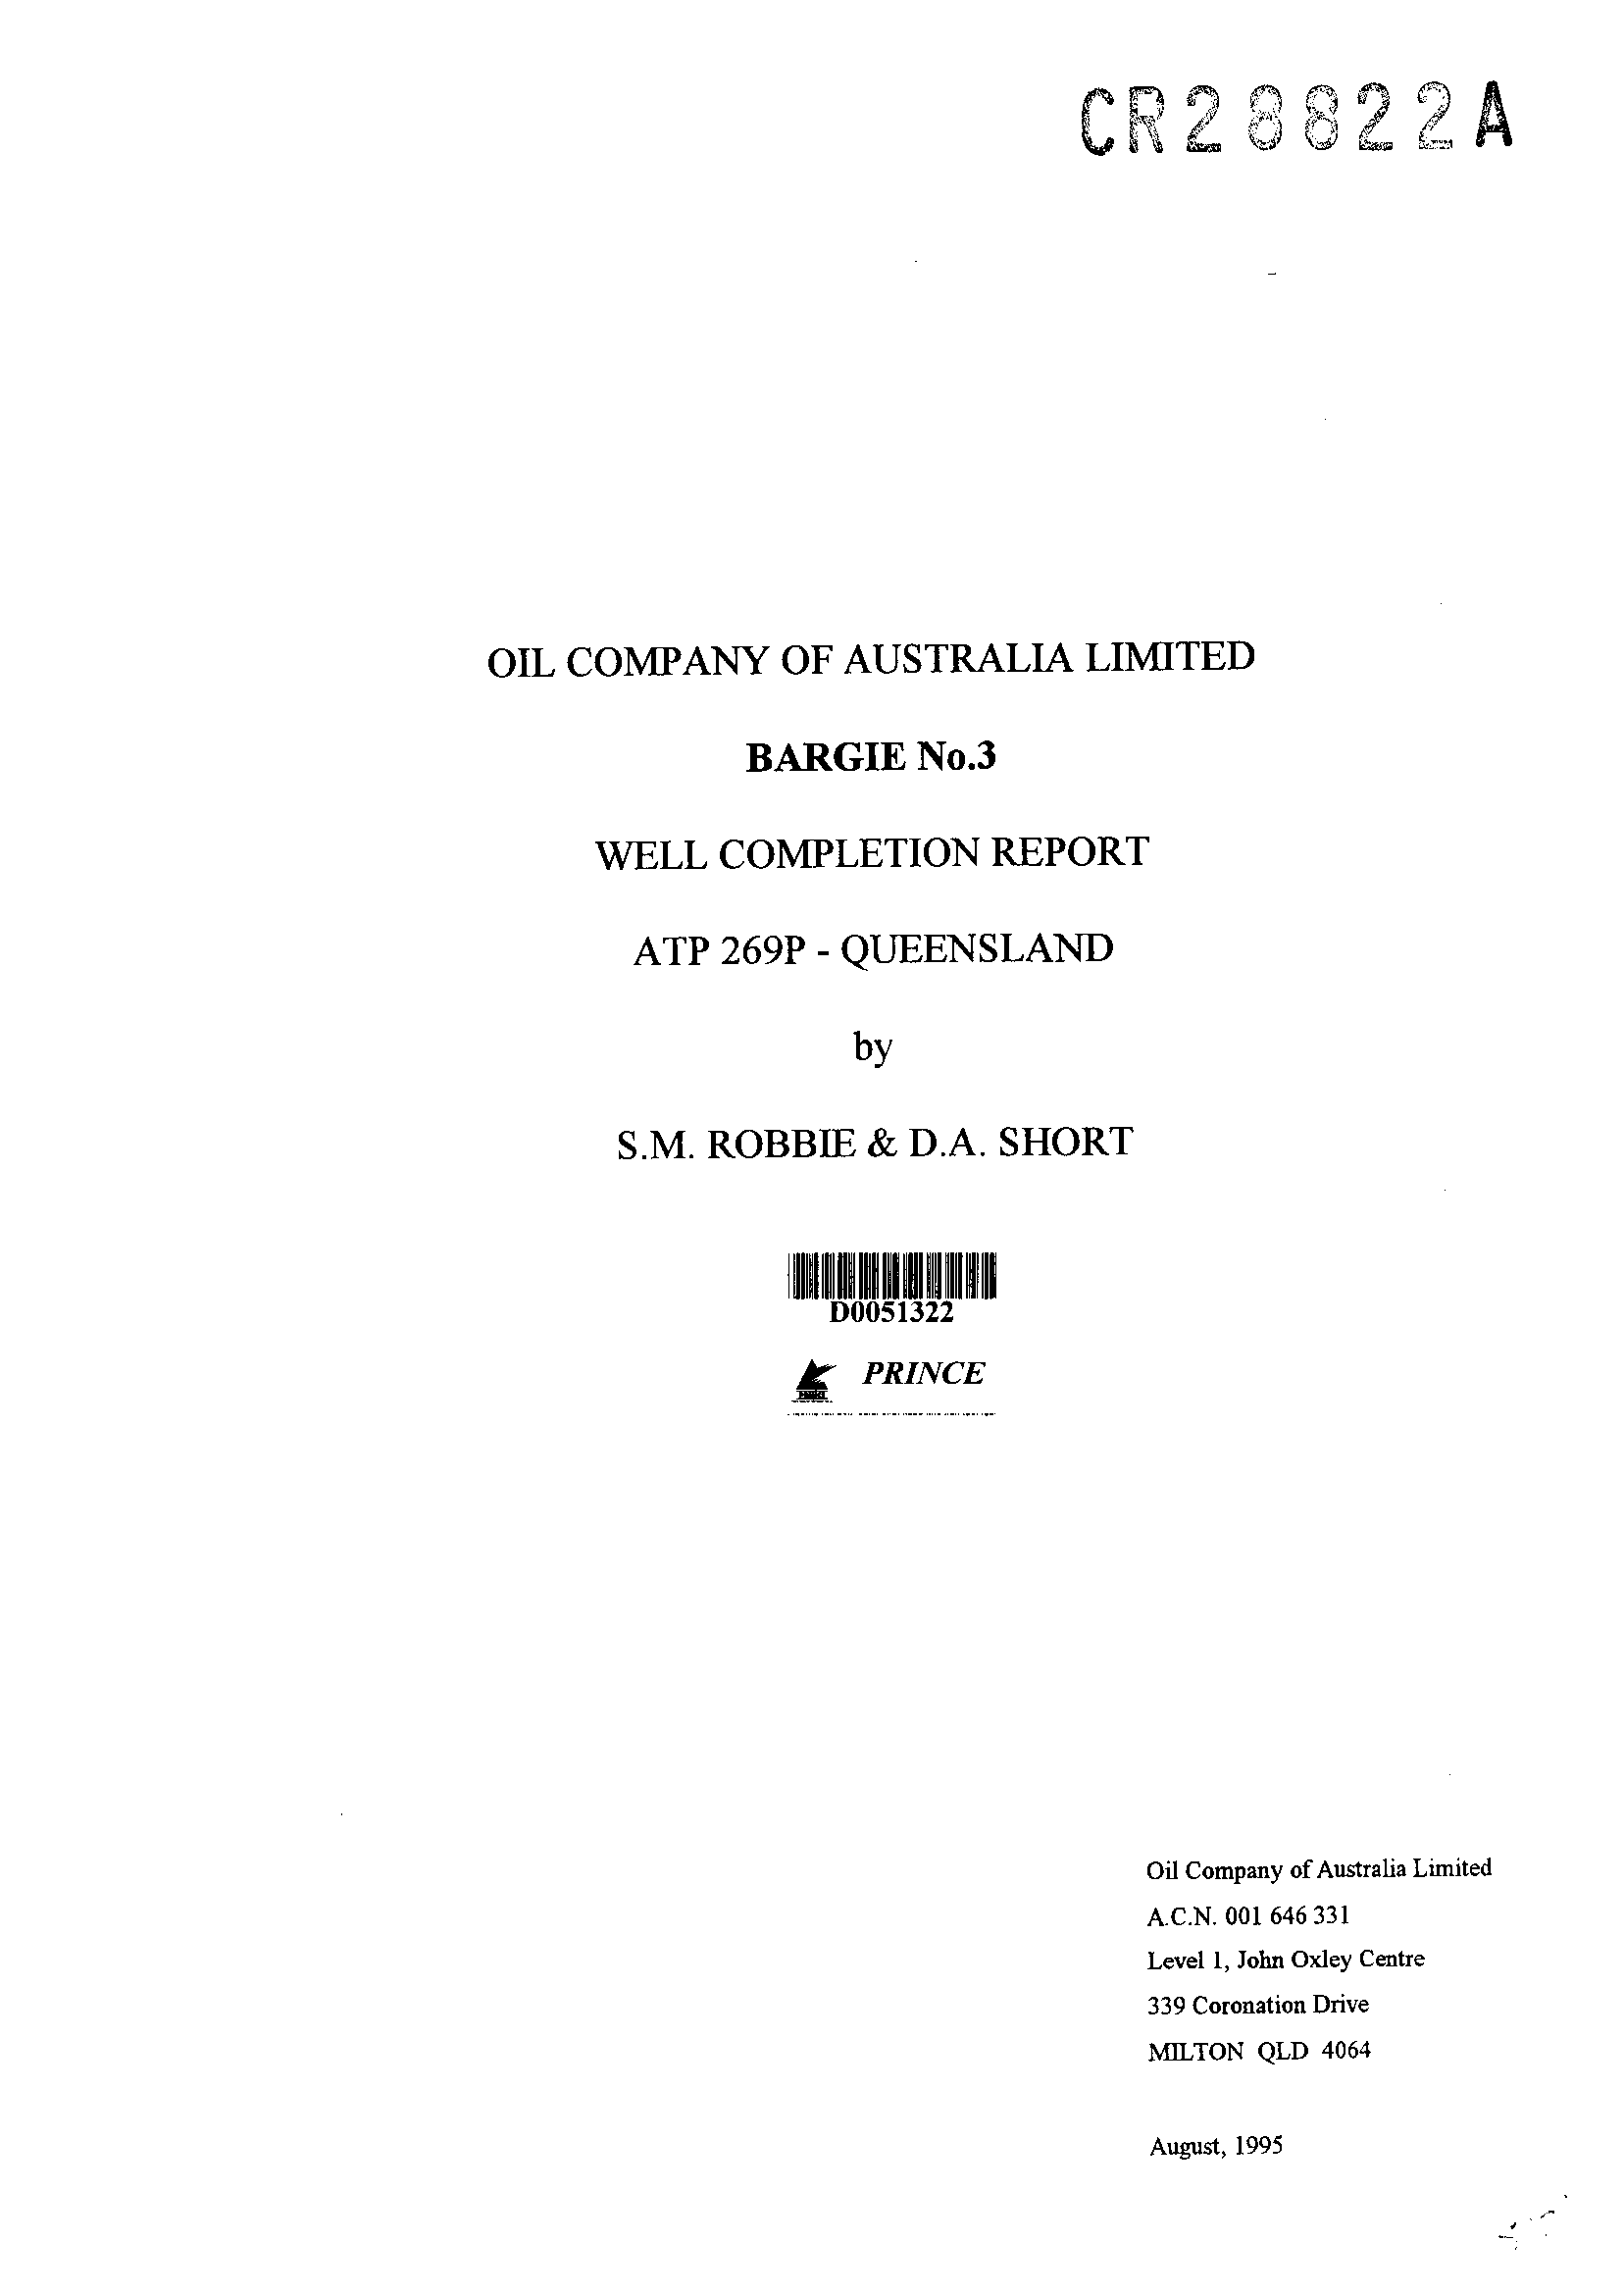 CR28822A
OIL COMPANY OF AUSTRALIA LIMITED
BARGIE No.3
WELL COMPLETION REPORT
ATP 269P - QUEENSLAND
by
S.M. ROBBIE & D.A. SHORT
D0051322
PRINCE
Oil Company of Australia Limited
A.C.N. 001 646 331
Level 1, John Oxley Centre
339 Coronation Drive
MILTON QLD 4064
August, 1995